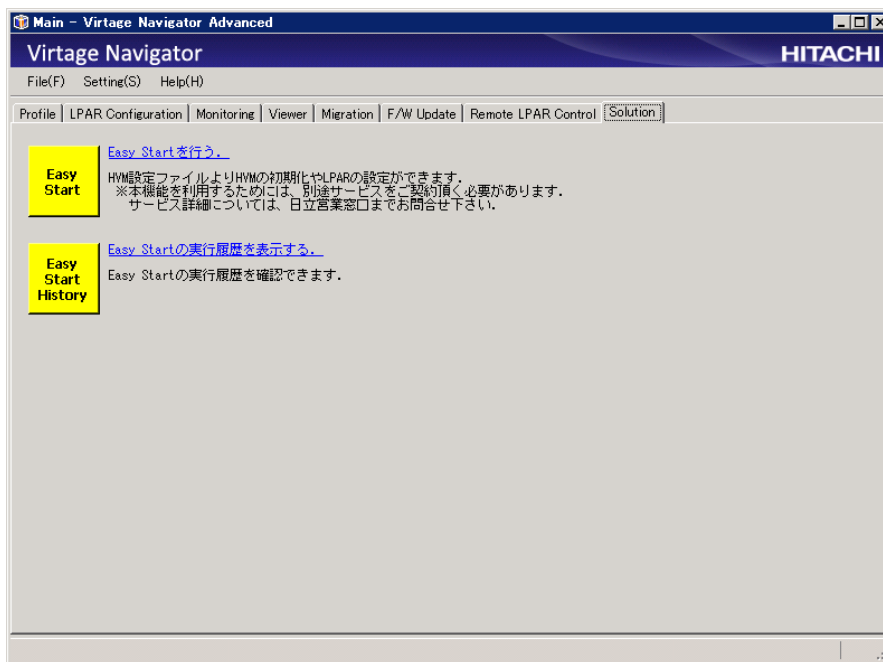 Main - Virtage Navigator Advanced
Virtage Navigator
HITACHI
File(F) Setting(S) Help(H)
Profile LPAR Configuration Monitoring Viewer Migration F/W Update Remote LPAR Control Solution
Easy Start
Easy Startを行う.
HVM設定ファイルよりHVMの初期化やLPARの設定ができます.
※本機能を利用するためには、別途サービスをご契約頂く必要があります.
サービス詳細については、日立営業窓口までお問合せ下さい.
Easy Start History
Easy Startの実行履歴を表示する.
Easy Startの実行履歴を確認できます.